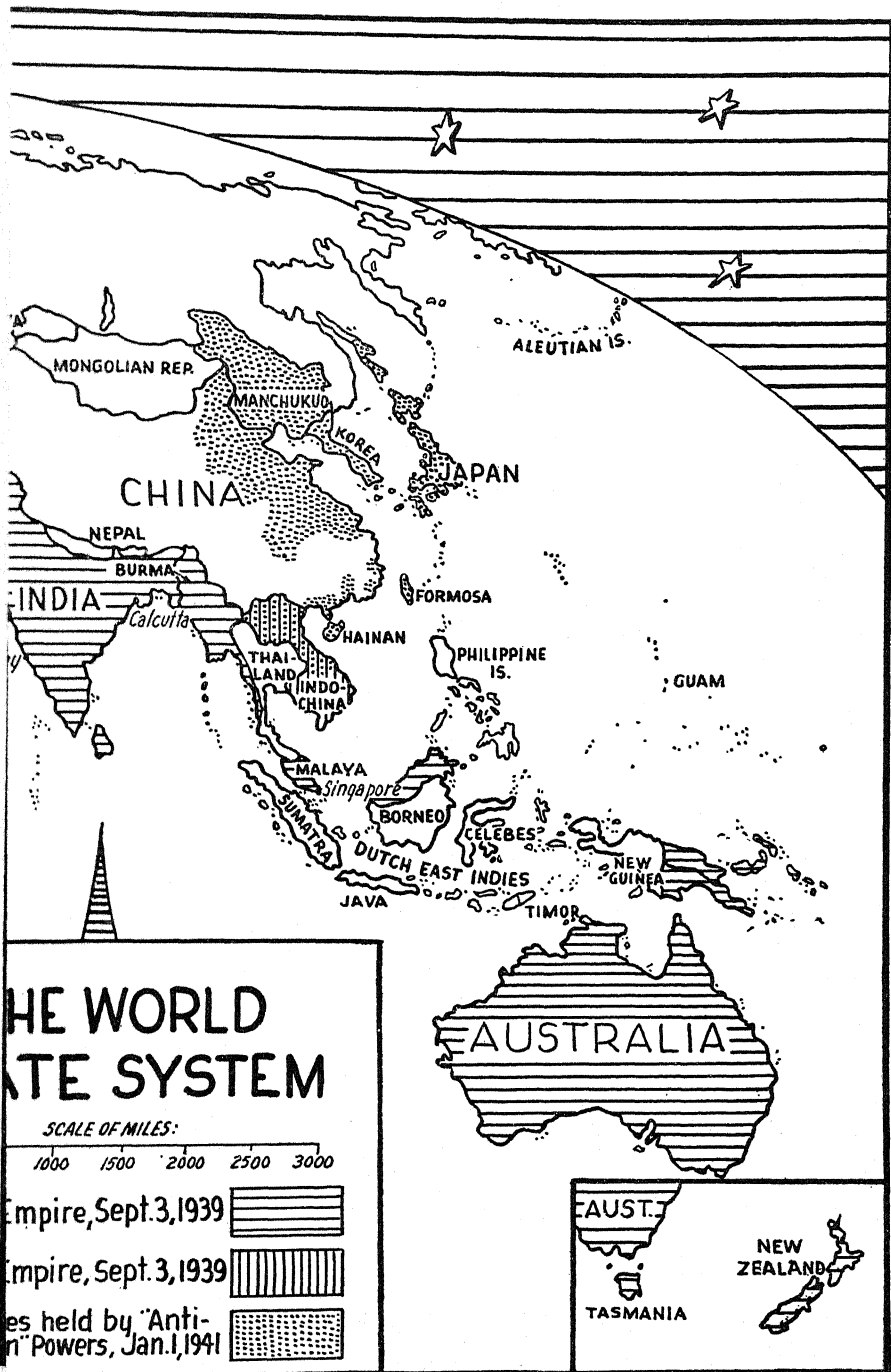 ALEUTIAN IS.
MONGOLIAN REP.
MANCHUKUO
KOREA
JAPAN
CHINA
NEPAL
BURMA
INDIA
Calcutta
FORMOSA
HAINAN
THAI-
LAND
INDO-
CHINA
PHILIPPINE
IS.
GUAM
MALAYA
Singapore
SUMATRA
BORNEO
CELEBES
DUTCH EAST INDIES
NEW
GUINEA
JAVA
TIMOR
AUSTRALIA
HE WORLD
ATE SYSTEM
SCALE OF MILES:
1000 1500 2000 2500 3000
Empire, Sept. 3, 1939
Empire, Sept. 3, 1939
es held by "Anti-
n" Powers, Jan. 1, 1941
AUST.
NEW
ZEALAND
TASMANIA